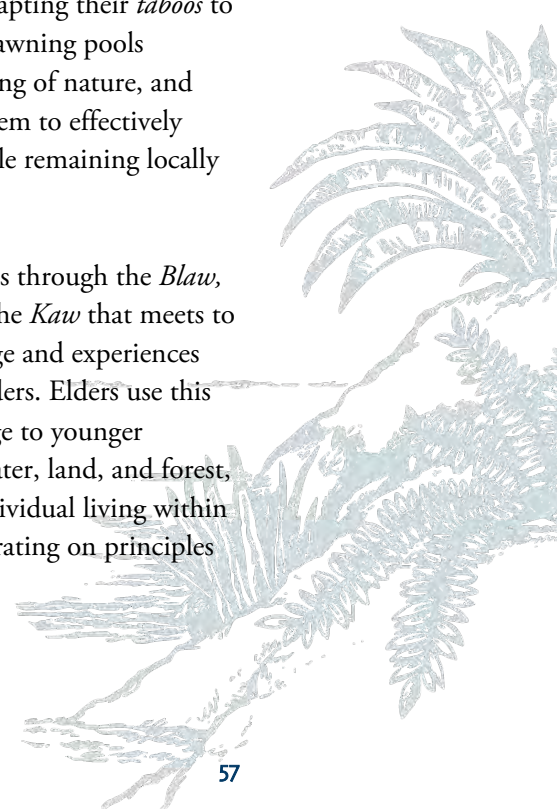 apting their taboos to
awning pools
ng of nature, and
em to effectively
le remaining locally
s through the Blaw,
he Kaw that meets to
ge and experiences
lers. Elders use this
ge to younger
ater, land, and forest,
ividual living within
rating on principles
57